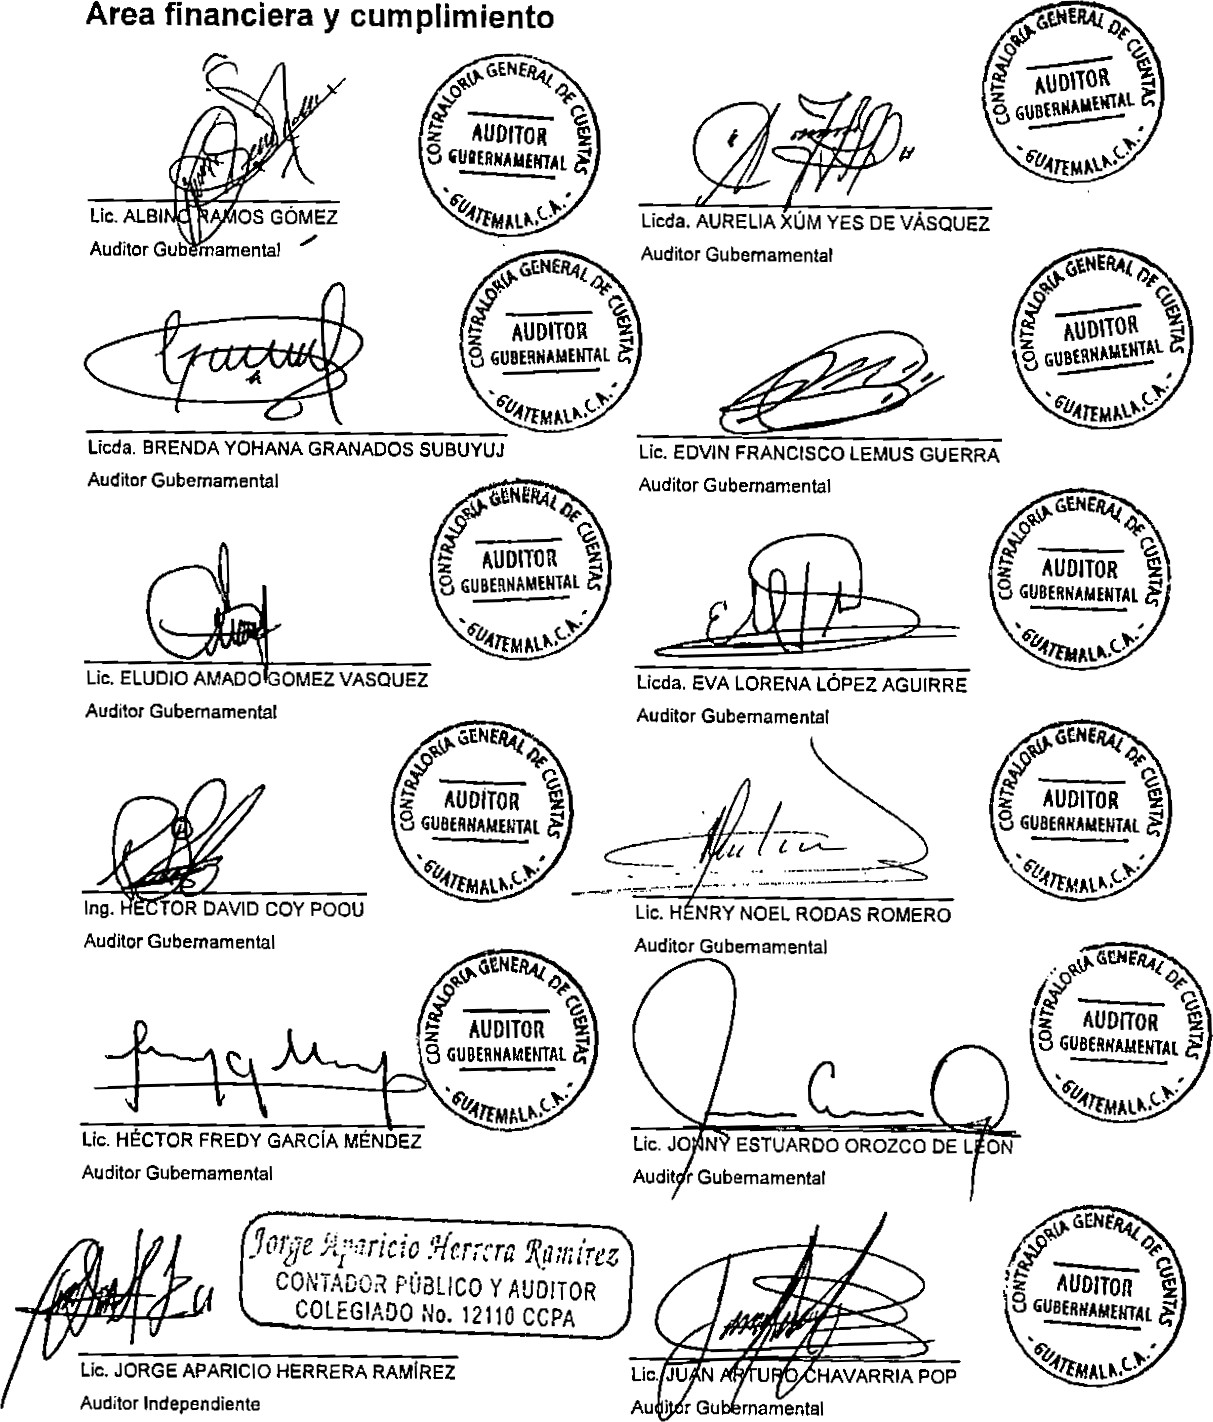 Area financiera y cumplimiento
CONTRALORÍA GENERAL DE CUENTAS
AUDITOR
GUBERNAMENTAL
- GUATEMALA, C.A. -
Lic. ALBINO RAMOS GÓMEZ
Auditor Gubernamental
CONTRALORÍA GENERAL DE CUENTAS
AUDITOR
GUBERNAMENTAL
- GUATEMALA, C.A. -
Licda. AURELIA XÚM YES DE VÁSQUEZ
Auditor Gubernamental
CONTRALORÍA GENERAL DE CUENTAS
AUDITOR
GUBERNAMENTAL
- GUATEMALA, C.A. -
Licda. BRENDA YOHANA GRANADOS SUBUYUJ
Auditor Gubernamental
CONTRALORÍA GENERAL DE CUENTAS
AUDITOR
GUBERNAMENTAL
- GUATEMALA, C.A. -
Lic. EDVIN FRANCISCO LEMUS GUERRA
Auditor Gubernamental
CONTRALORÍA GENERAL DE CUENTAS
AUDITOR
GUBERNAMENTAL
- GUATEMALA, C.A. -
Lic. ELUDIO AMADO GOMEZ VASQUEZ
Auditor Gubernamental
CONTRALORÍA GENERAL DE CUENTAS
AUDITOR
GUBERNAMENTAL
- GUATEMALA, C.A. -
Licda. EVA LORENA LÓPEZ AGUIRRE
Auditor Gubernamental
CONTRALORÍA GENERAL DE CUENTAS
AUDITOR
GUBERNAMENTAL
- GUATEMALA, C.A. -
Ing. HECTOR DAVID COY POOU
Auditor Gubernamental
CONTRALORÍA GENERAL DE CUENTAS
AUDITOR
GUBERNAMENTAL
- GUATEMALA, C.A. -
Lic. HENRY NOEL RODAS ROMERO
Auditor Gubernamental
CONTRALORÍA GENERAL DE CUENTAS
AUDITOR
GUBERNAMENTAL
- GUATEMALA, C.A. -
Lic. HÉCTOR FREDY GARCÍA MÉNDEZ
Auditor Gubernamental
CONTRALORÍA GENERAL DE CUENTAS
AUDITOR
GUBERNAMENTAL
- GUATEMALA, C.A. -
Lic. JONNY ESTUARDO OROZCO DE LEON
Auditor Gubernamental
Jorge Aparicio Herrera Ramírez
CONTADOR PÚBLICO Y AUDITOR
COLEGIADO No. 12110 CCPA
Lic. JORGE APARICIO HERRERA RAMÍREZ
Auditor Independiente
CONTRALORÍA GENERAL DE CUENTAS
AUDITOR
GUBERNAMENTAL
- GUATEMALA, C.A. -
Lic. JUAN ARTURO CHAVARRIA POP
Auditor Gubernamental